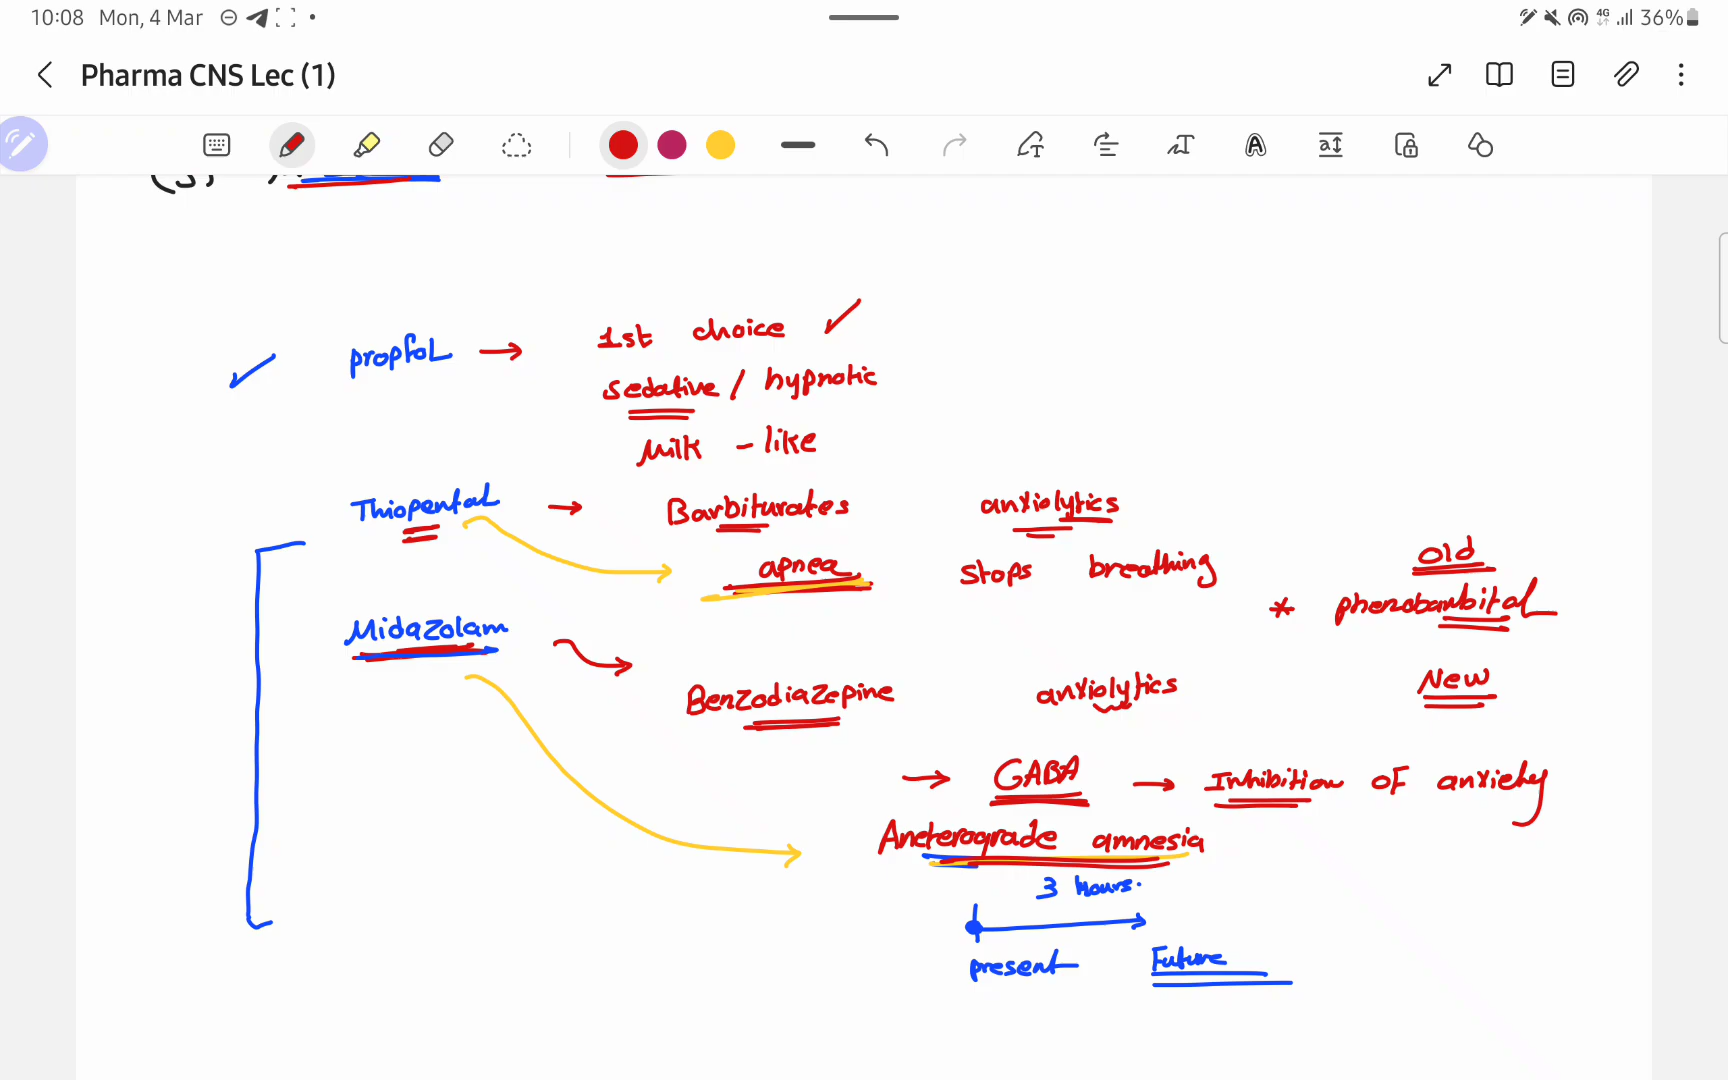 10:08 Mon, 4 Mar
4G 36%
Pharma CNS Lec (1)
propfol → 1st choice ✓
sedative / hypnotic
Milk - like
Thiopental → Barbiturates anxiolytics
apnea stops breathing old
* phenobarbital
Midazolam
Benzodiazepine anxiolytics New
→ GABA → Inhibition of anxiety
Aneterograde amnesia
3 hours.
present Future